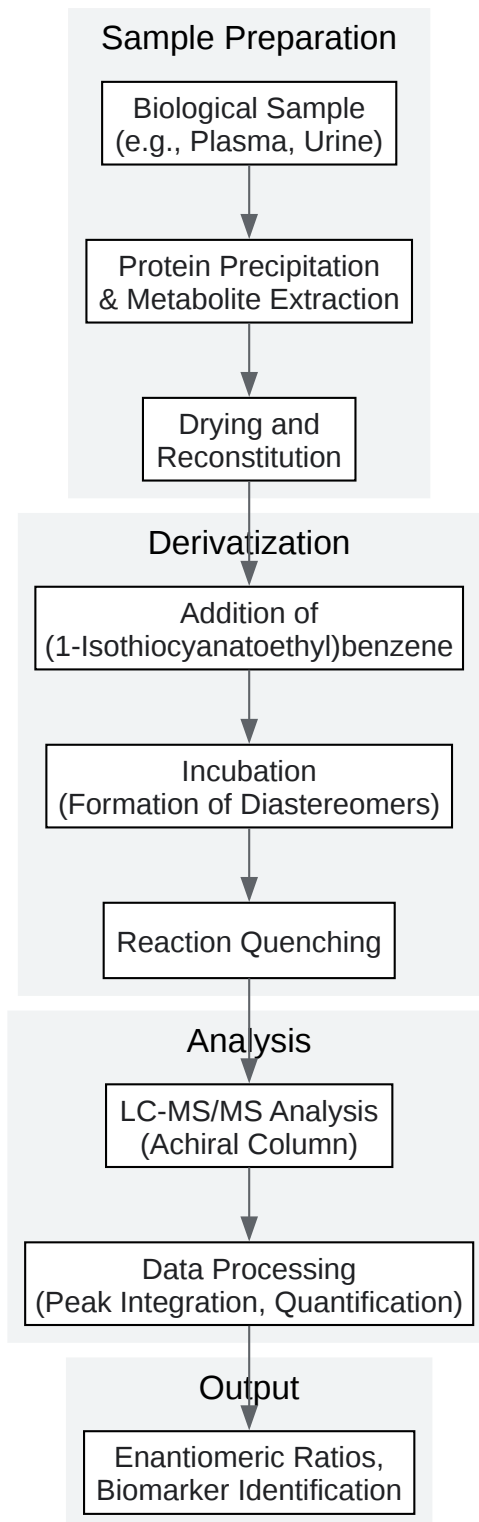 Sample Preparation
Biological Sample
(e.g., Plasma, Urine)
Protein Precipitation
& Metabolite Extraction
Drying and
Reconstitution
Derivatization
Addition of
(1-Isothiocyanatoethyl)benzene
Incubation
(Formation of Diastereomers)
Reaction Quenching
Analysis
LC-MS/MS Analysis
(Achiral Column)
Data Processing
(Peak Integration, Quantification)
Output
Enantiomeric Ratios,
Biomarker Identification